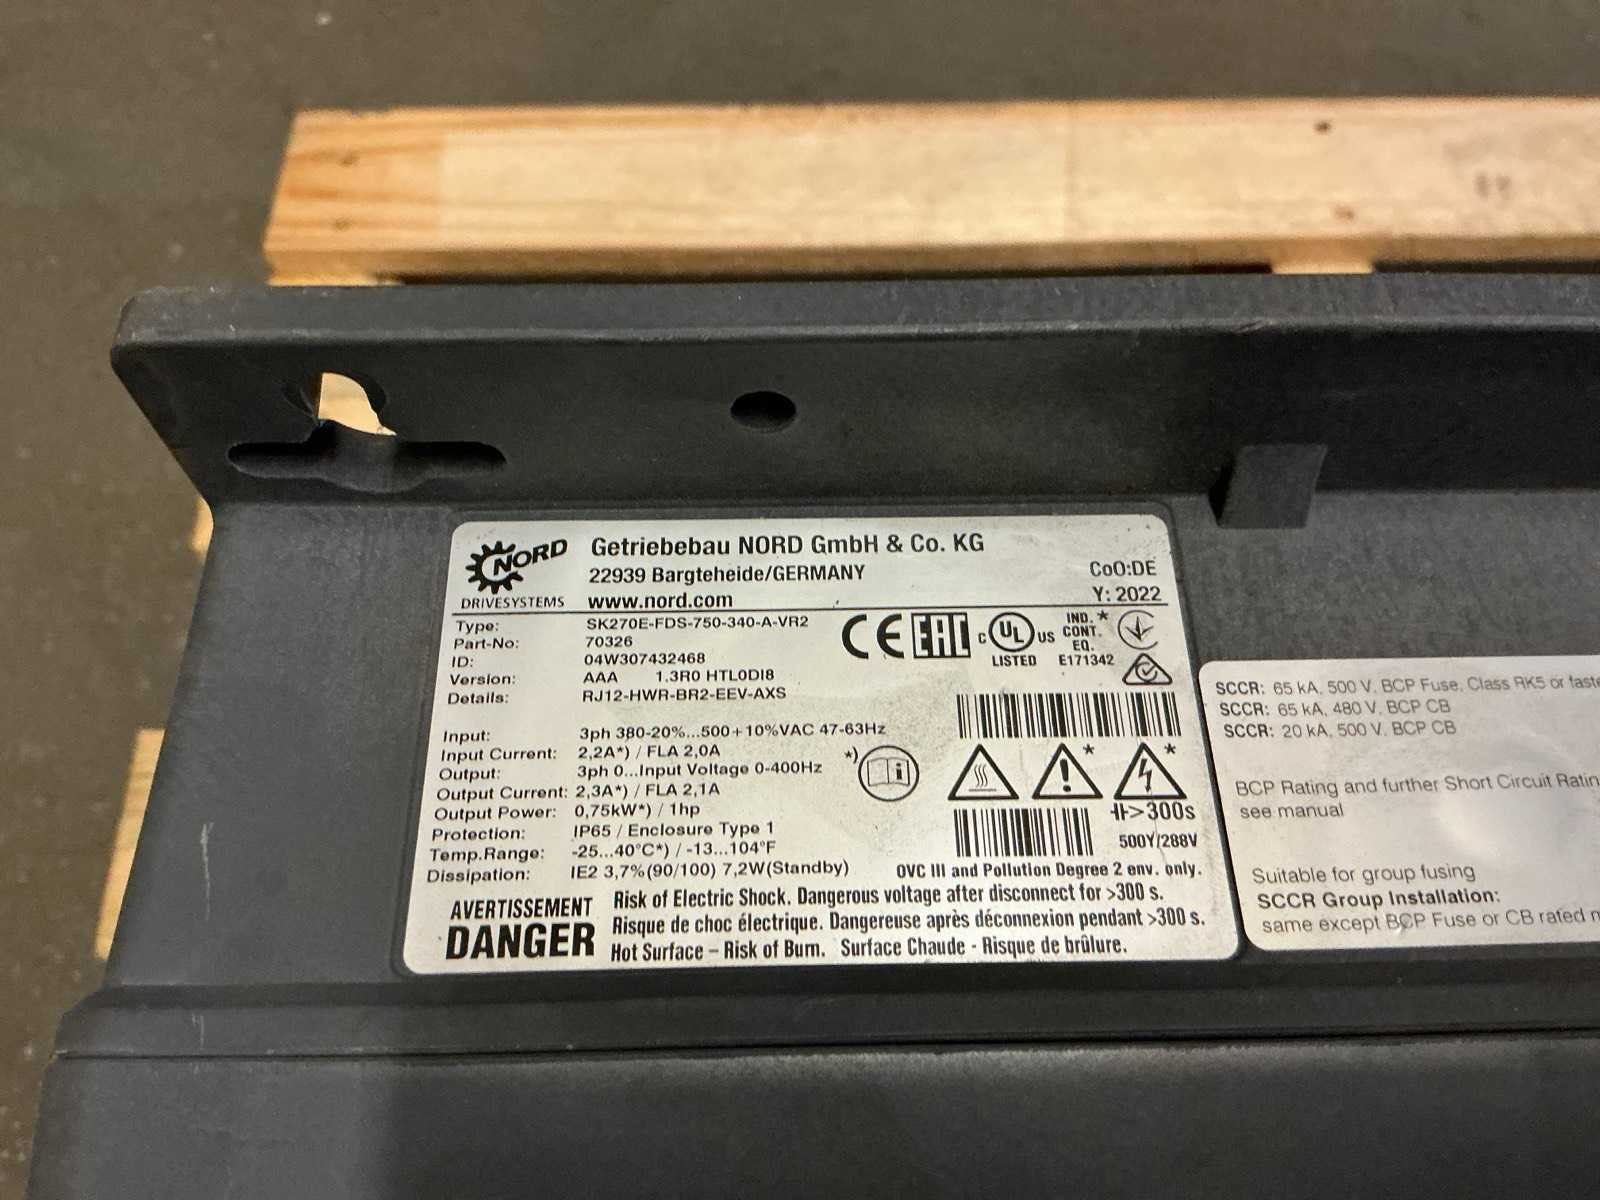 NORD
DRIVESYSTEMS
Getriebebau NORD GmbH & Co. KG
22939 Bargteheide/GERMANY
www.nord.com
CoO:DE
Y: 2022
Type: SK270E-FDS-750-340-A-VR2
Part-No: 70326
ID: 04W307432468
Version: AAA 1.3R0 HTL0DI8
Details: RJ12-HWR-BR2-EEV-AXS
CE EAC C UL US LISTED
IND. *
CONT.
EQ.
E171342
Input: 3ph 380-20%...500+10%VAC 47-63Hz
Input Current: 2,2A*) / FLA 2,0A
Output: 3ph 0...Input Voltage 0-400Hz
Output Current: 2,3A*) / FLA 2,1A
Output Power: 0,75kW*) / 1hp
Protection: IP65 / Enclosure Type 1
Temp.Range: -25...40°C*) / -13...104°F
Dissipation: IE2 3,7%(90/100) 7,2W(Standby)
*) i
* *
>300s
500Y/288V
OVC III and Pollution Degree 2 env. only.
AVERTISSEMENT
DANGER
Risk of Electric Shock. Dangerous voltage after disconnect for >300 s.
Risque de choc électrique. Dangereuse après déconnexion pendant >300 s.
Hot Surface – Risk of Burn. Surface Chaude - Risque de brûlure.
SCCR: 65 kA, 500 V, BCP Fuse, Class RK5 or faste
SCCR: 65 kA, 480 V, BCP CB
SCCR: 20 kA, 500 V, BCP CB
BCP Rating and further Short Circuit Ratin
see manual
Suitable for group fusing
SCCR Group Installation:
same except BCP Fuse or CB rated